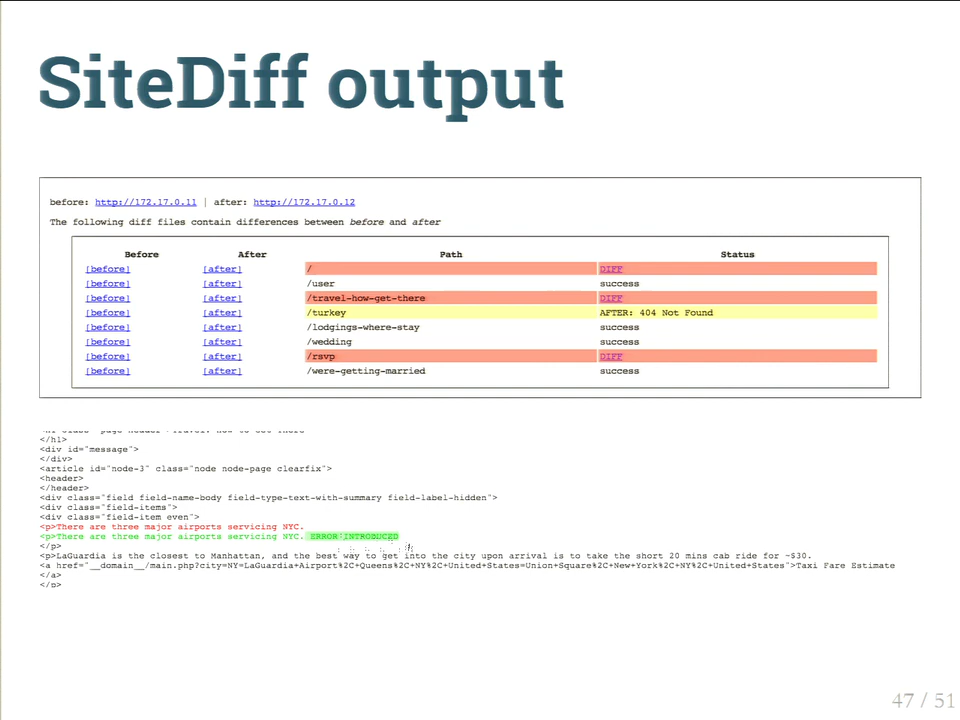 SiteDiff output
before: http://172.17.0.11 | after: http://172.17.0.12
The following diff files contain differences between before and after
Before After Path Status
[before] [after] / DIFF
[before] [after] /user success
[before] [after] /travel-how-get-there DIFF
[before] [after] /turkey AFTER: 404 Not Found
[before] [after] /lodgings-where-stay success
[before] [after] /wedding success
[before] [after] /rsvp DIFF
[before] [after] /were-getting-married success
</h1>
<div id="message">
</div>
<article id="node-3" class="node node-page clearfix">
<header>
</header>
<div class="field field-name-body field-type-text-with-summary field-label-hidden">
<div class="field-items">
<div class="field-item even">
<p>There are three major airports servicing NYC.
<p>There are three major airports servicing NYC. ERROR INTRODUCED
</p>
<p>LaGuardia is the closest to Manhattan, and the best way to get into the city upon arrival is to take the short 20 mins cab ride for ~$30.
<a href="__domain__/main.php?city=NY=LaGuardia+Airport%2C+Queens%2C+NY%2C+United+States=Union+Square%2C+New+York%2C+NY%2C+United+States">Taxi Fare Estimate
</a>
</p>
47 / 51